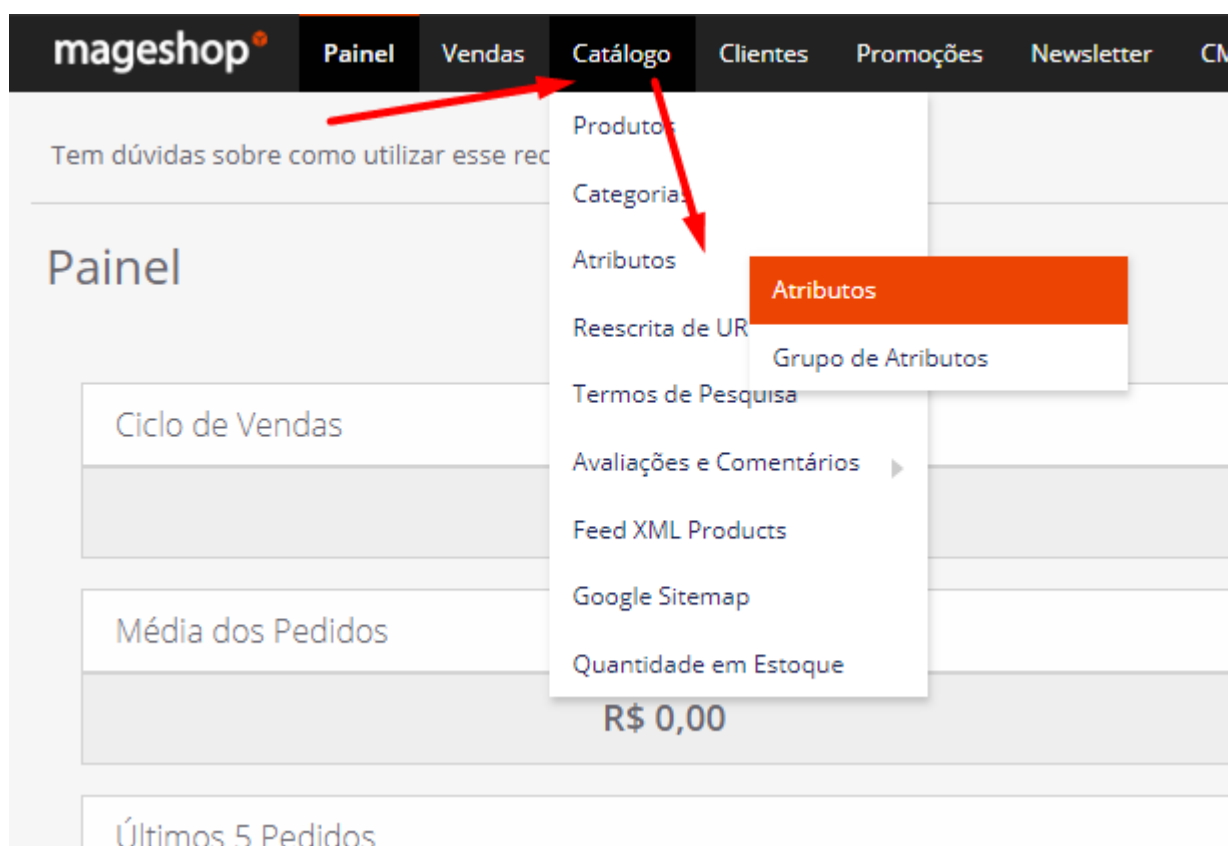 mageshop Painel Vendas Catálogo Clientes Promoções Newsletter CM
Tem dúvidas sobre como utilizar esse rec
Produtos
Categorias
Painel
Atributos
Atributos
Grupo de Atributos
Reescrita de UR
Termos de Pesquisa
Avaliações e Comentários
Feed XML Products
Google Sitemap
Quantidade em Estoque
Ciclo de Vendas
Média dos Pedidos
R$ 0,00
Últimos 5 Pedidos